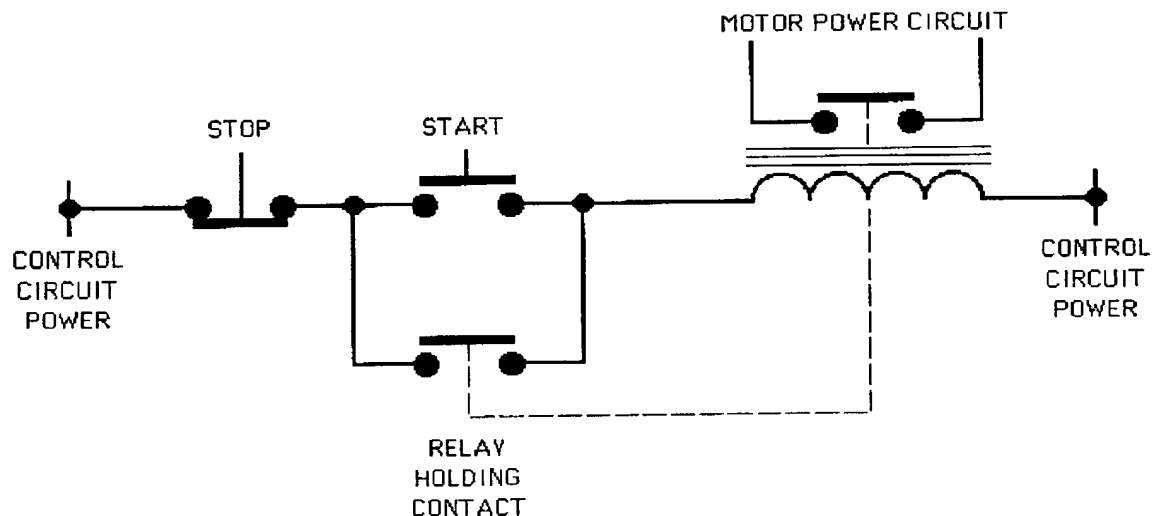 MOTOR POWER CIRCUIT
STOP
START
CONTROL
CIRCUIT
POWER
CONTROL
CIRCUIT
POWER
RELAY
HOLDING
CONTACT